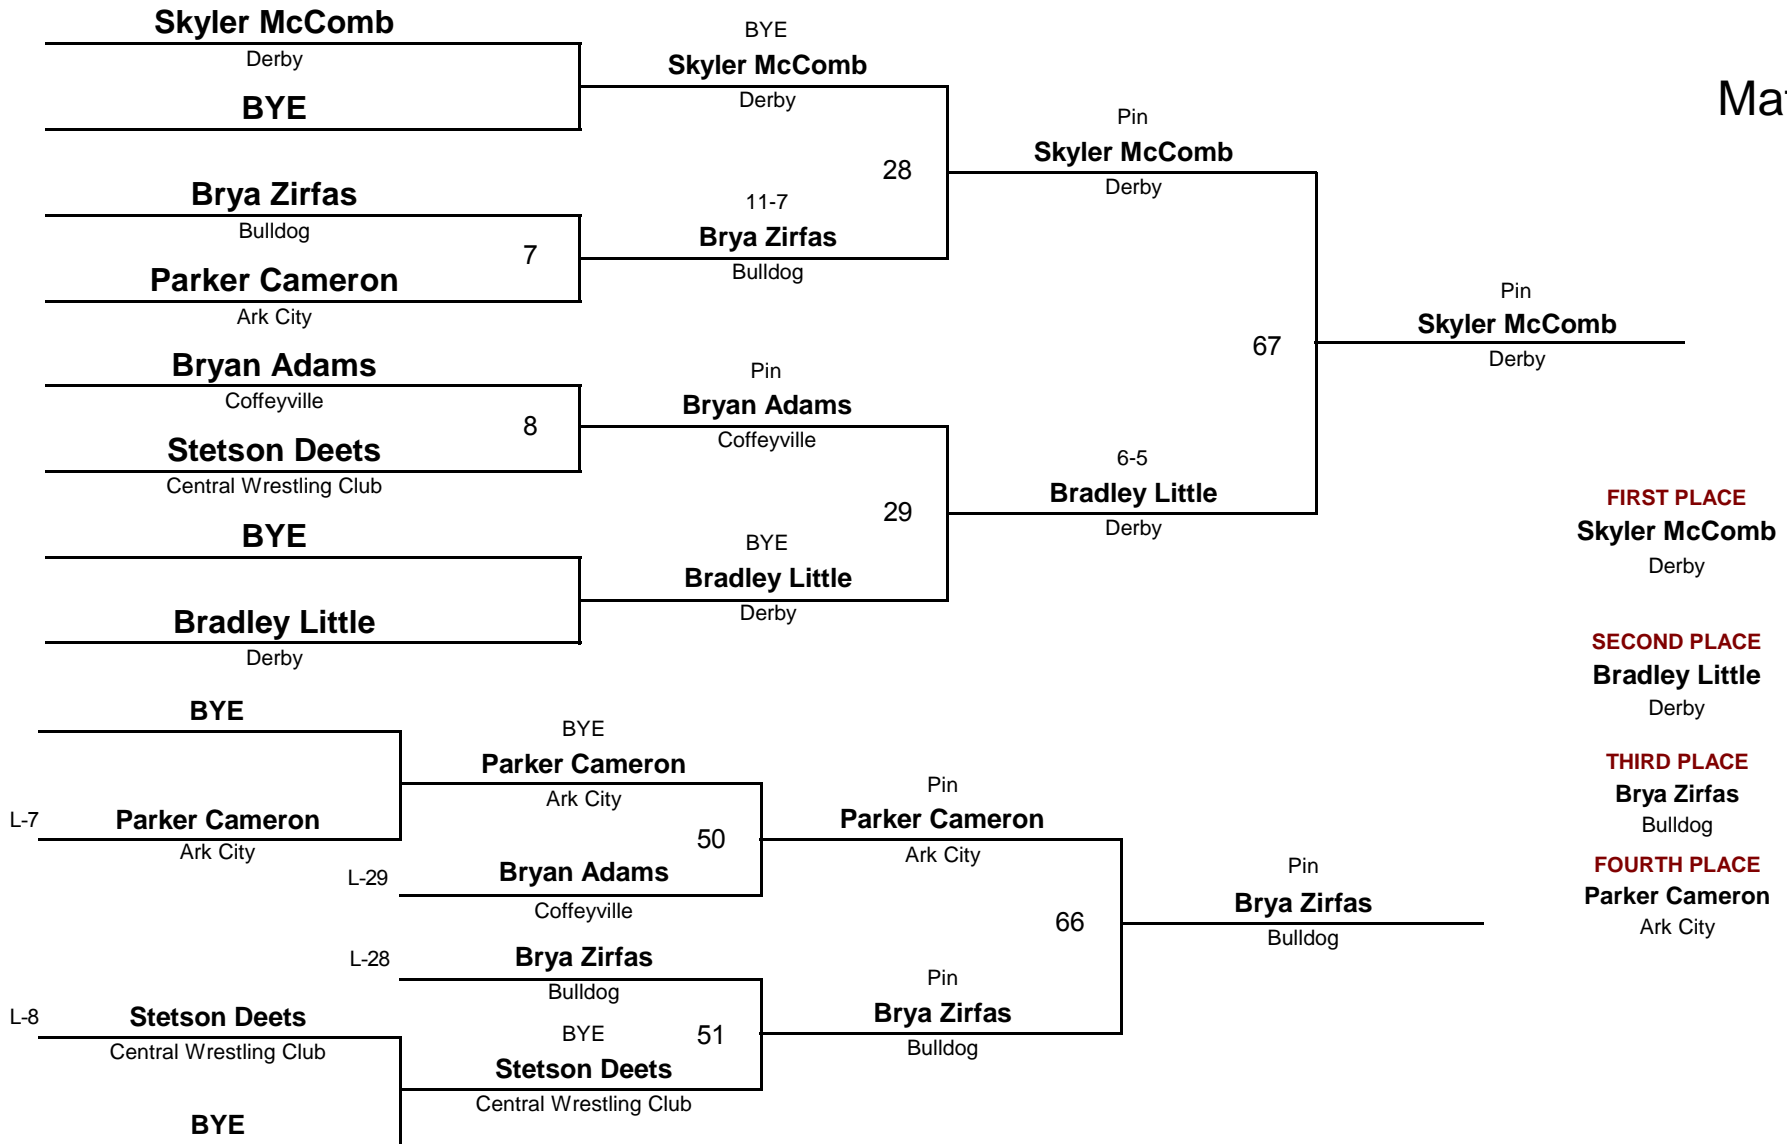 Skyler McComb
Derby
BYE
Brya Zirfas
Bulldog
7
Parker Cameron
Ark City
Bryan Adams
Coffeyville
8
Stetson Deets
Central Wrestling Club
BYE
Bradley Little
Derby
BYE
Skyler McComb
Derby
28
11-7
Brya Zirfas
Bulldog
Pin
Bryan Adams
Coffeyville
29
BYE
Bradley Little
Derby
Pin
Skyler McComb
Derby
67
6-5
Bradley Little
Derby
Pin
Skyler McComb
Derby
FIRST PLACE
Skyler McComb
Derby
SECOND PLACE
Bradley Little
Derby
THIRD PLACE
Brya Zirfas
Bulldog
FOURTH PLACE
Parker Cameron
Ark City
BYE
L-7
Parker Cameron
Ark City
L-8
Stetson Deets
Central Wrestling Club
BYE
BYE
Parker Cameron
Ark City
50
L-29
Bryan Adams
Coffeyville
L-28
Brya Zirfas
Bulldog
BYE
51
Stetson Deets
Central Wrestling Club
Pin
Parker Cameron
Ark City
66
Pin
Brya Zirfas
Bulldog
Pin
Brya Zirfas
Bulldog